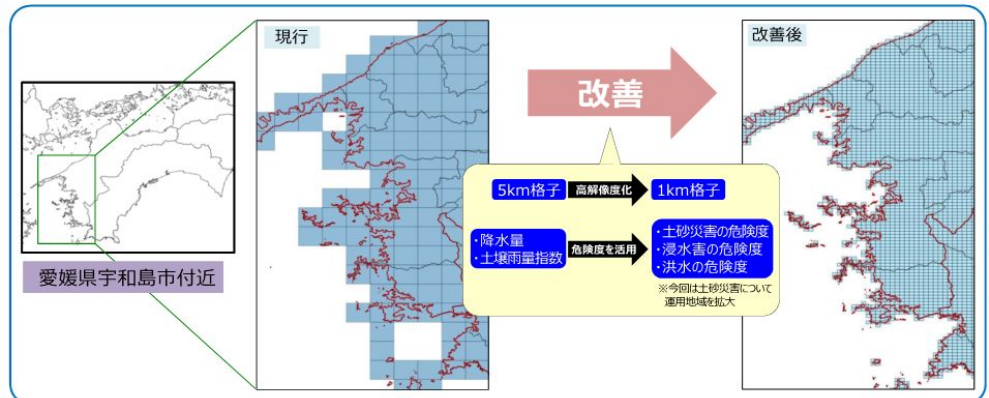 現行
改善後
改善
5km格子
高解像度化
1km格子
・降水量
・土壌雨量指数
危険度を活用
・土砂災害の危険度
・浸水害の危険度
・洪水の危険度
※今回は土砂災害について
運用地域を拡大
愛媛県宇和島市付近